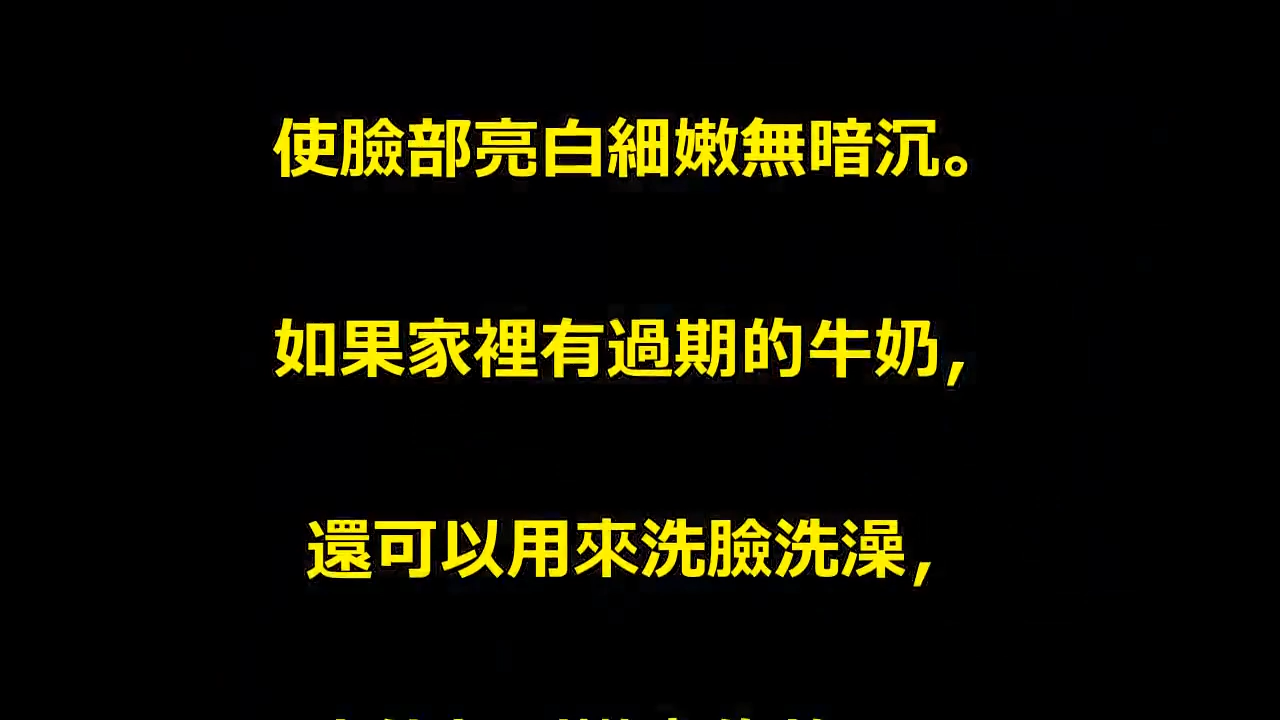 使臉部亮白細嫩無暗沉。
如果家裡有過期的牛奶，
還可以用來洗臉洗澡，